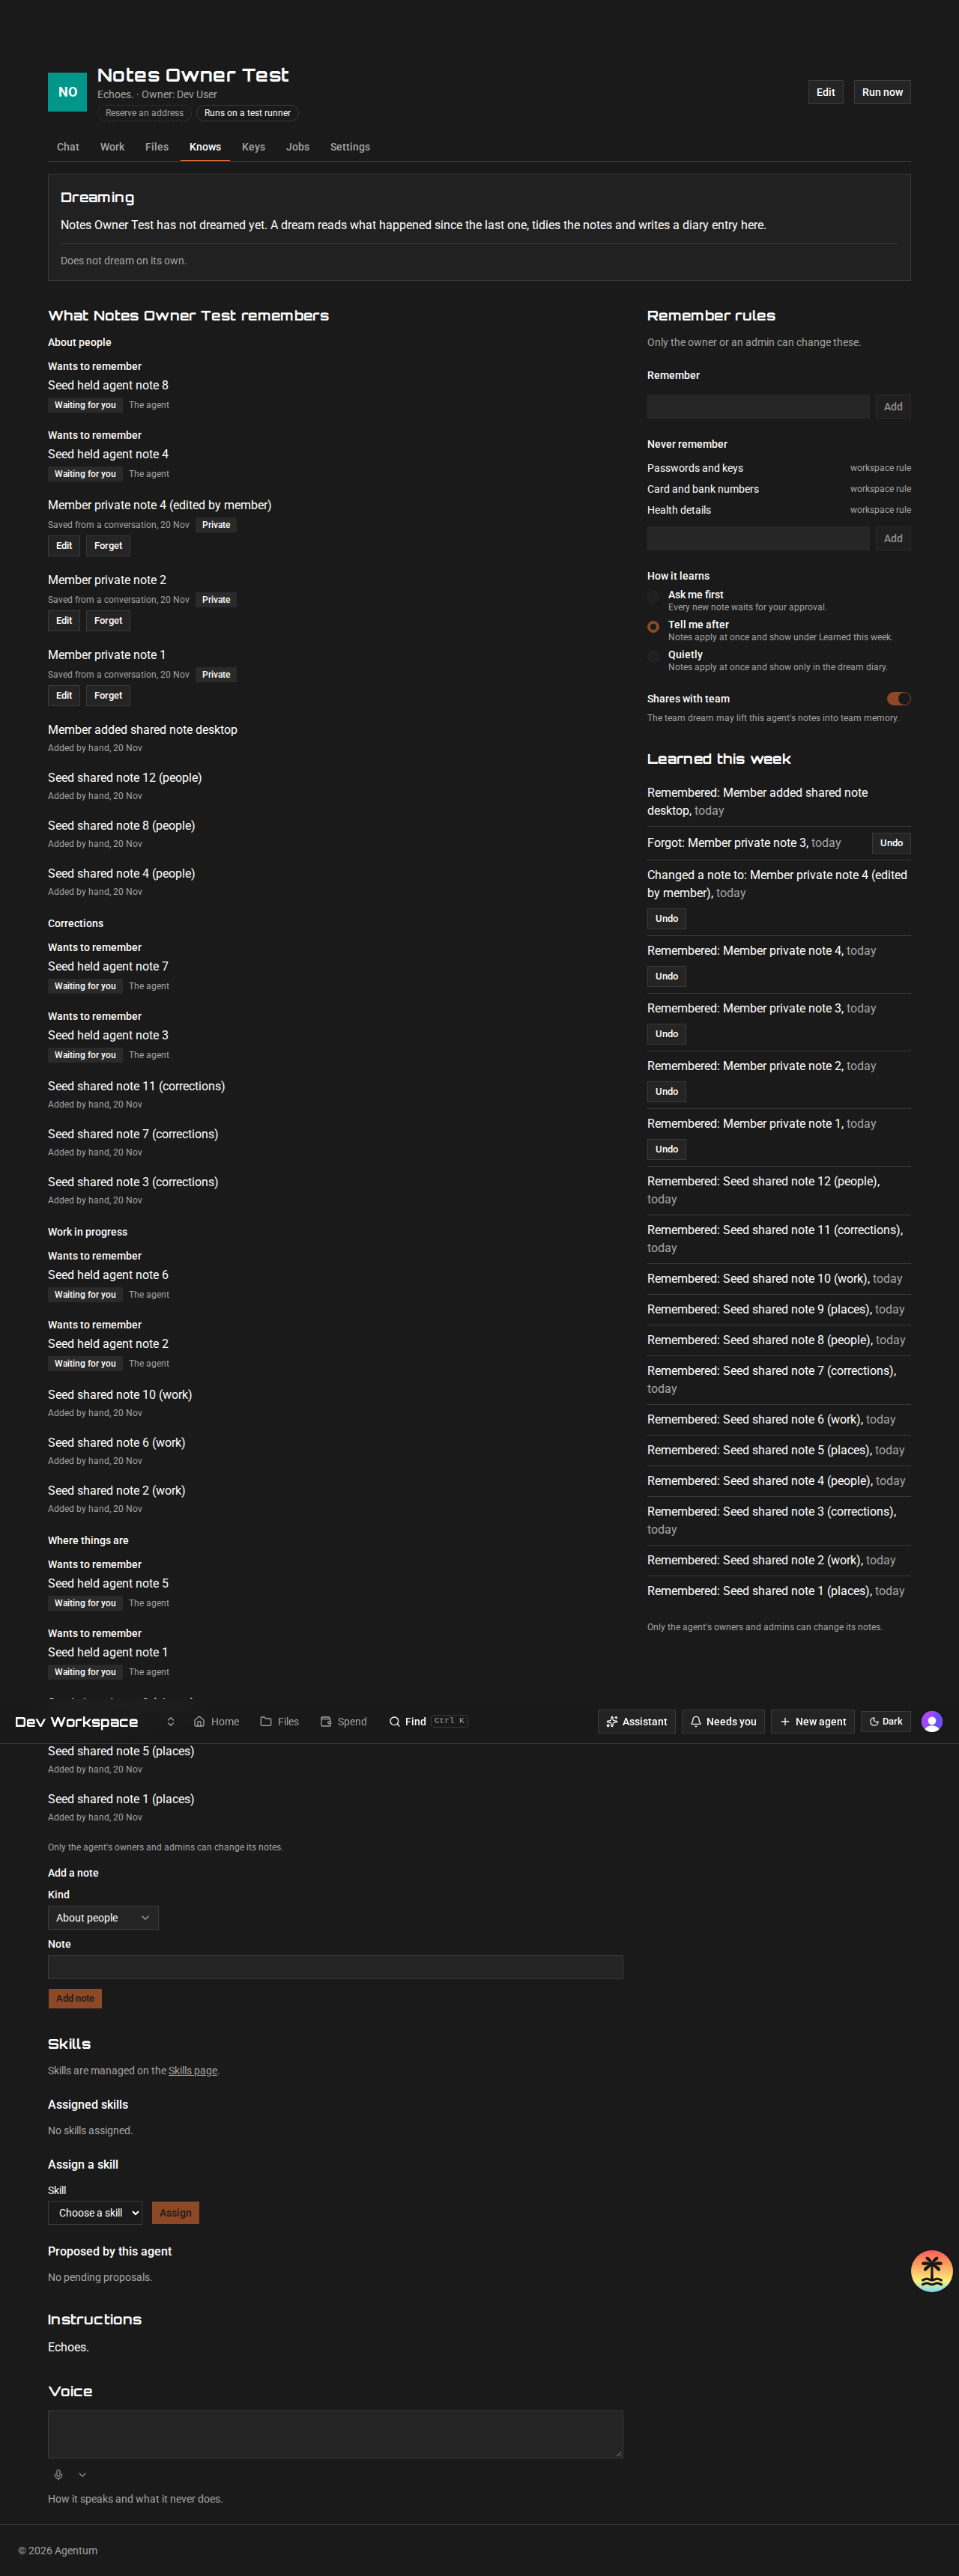 NO
Notes Owner Test
Echoes. · Owner: Dev User
Reserve an address
Runs on a test runner
Edit
Run now
Chat
Work
Files
Knows
Keys
Jobs
Settings
Dreaming
Notes Owner Test has not dreamed yet. A dream reads what happened since the last one, tidies the notes and writes a diary entry here.
Does not dream on its own.
What Notes Owner Test remembers
About people
Wants to remember
Seed held agent note 8
Waiting for you The agent
Wants to remember
Seed held agent note 4
Waiting for you The agent
Member private note 4 (edited by member)
Saved from a conversation, 20 Nov Private
Edit Forget
Member private note 2
Saved from a conversation, 20 Nov Private
Edit Forget
Member private note 1
Saved from a conversation, 20 Nov Private
Edit Forget
Member added shared note desktop
Added by hand, 20 Nov
Seed shared note 12 (people)
Added by hand, 20 Nov
Seed shared note 8 (people)
Added by hand, 20 Nov
Seed shared note 4 (people)
Added by hand, 20 Nov
Corrections
Wants to remember
Seed held agent note 7
Waiting for you The agent
Wants to remember
Seed held agent note 3
Waiting for you The agent
Seed shared note 11 (corrections)
Added by hand, 20 Nov
Seed shared note 7 (corrections)
Added by hand, 20 Nov
Seed shared note 3 (corrections)
Added by hand, 20 Nov
Work in progress
Wants to remember
Seed held agent note 6
Waiting for you The agent
Wants to remember
Seed held agent note 2
Waiting for you The agent
Seed shared note 10 (work)
Added by hand, 20 Nov
Seed shared note 6 (work)
Added by hand, 20 Nov
Seed shared note 2 (work)
Added by hand, 20 Nov
Where things are
Wants to remember
Seed held agent note 5
Waiting for you The agent
Wants to remember
Seed held agent note 1
Waiting for you The agent
Remember rules
Only the owner or an admin can change these.
Remember
Add
Never remember
Passwords and keys workspace rule
Card and bank numbers workspace rule
Health details workspace rule
Add
How it learns
Ask me first
Every new note waits for your approval.
Tell me after
Notes apply at once and show under Learned this week.
Quietly
Notes apply at once and show only in the dream diary.
Shares with team
The team dream may lift this agent's notes into team memory.
Learned this week
Remembered: Member added shared note
desktop, today
Forgot: Member private note 3, today Undo
Changed a note to: Member private note 4 (edited
by member), today
Undo
Remembered: Member private note 4, today
Undo
Remembered: Member private note 3, today
Undo
Remembered: Member private note 2, today
Undo
Remembered: Member private note 1, today
Undo
Remembered: Seed shared note 12 (people),
today
Remembered: Seed shared note 11 (corrections),
today
Remembered: Seed shared note 10 (work), today
Remembered: Seed shared note 9 (places), today
Remembered: Seed shared note 8 (people), today
Remembered: Seed shared note 7 (corrections),
today
Remembered: Seed shared note 6 (work), today
Remembered: Seed shared note 5 (places), today
Remembered: Seed shared note 4 (people), today
Remembered: Seed shared note 3 (corrections),
today
Remembered: Seed shared note 2 (work), today
Remembered: Seed shared note 1 (places), today
Only the agent's owners and admins can change its notes.
Dev Workspace
Home
Files
Spend
Find Ctrl K
Assistant
Needs you
New agent
Dark
Seed shared note 5 (places)
Added by hand, 20 Nov
Seed shared note 1 (places)
Added by hand, 20 Nov
Only the agent's owners and admins can change its notes.
Add a note
Kind
About people
Note
Add note
Skills
Skills are managed on the Skills page.
Assigned skills
No skills assigned.
Assign a skill
Skill
Choose a skill Assign
Proposed by this agent
No pending proposals.
Instructions
Echoes.
Voice
How it speaks and what it never does.
© 2026 Agentum